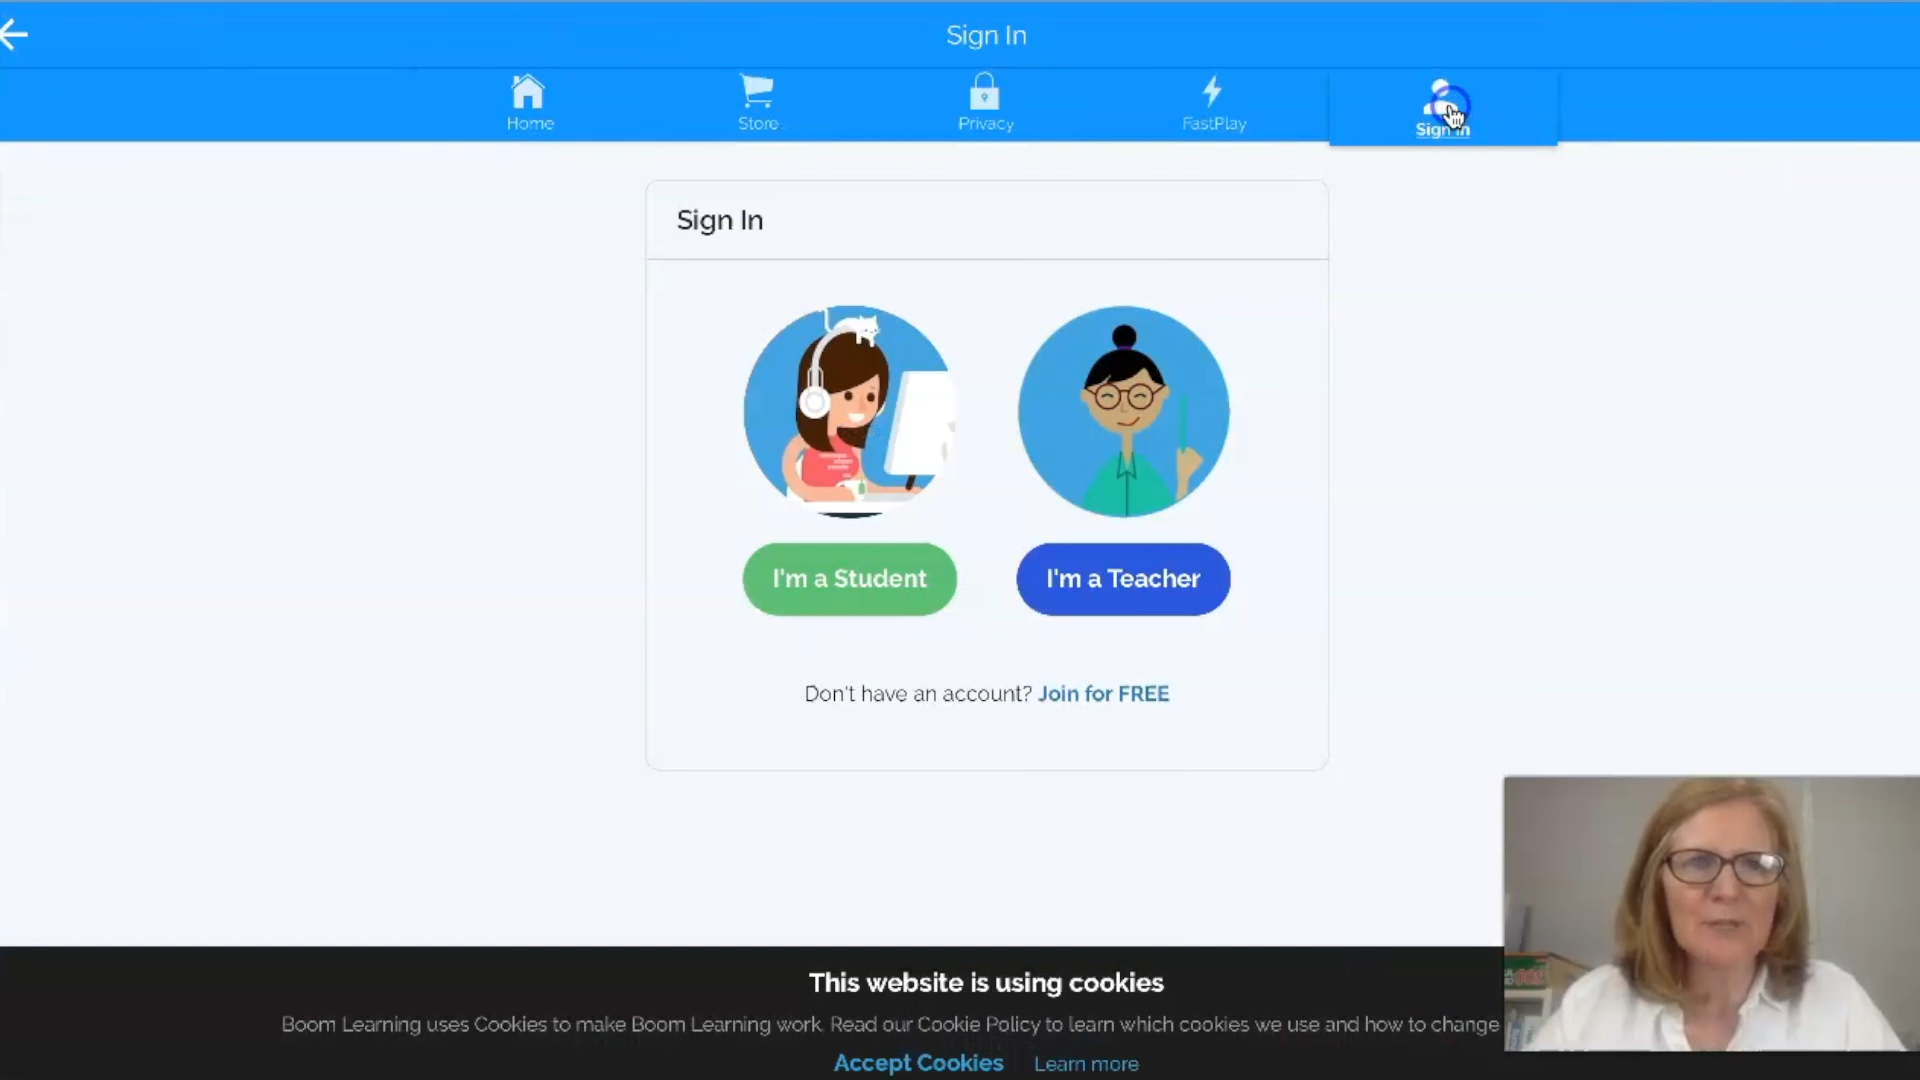 Sign In
Home
Store
Privacy
FastPlay
Sign In
Sign In
I'm a Student
I'm a Teacher
Don't have an account? Join for FREE
This website is using cookies
Boom Learning uses Cookies to make Boom Learning work. Read our Cookie Policy to learn which cookies we use and how to change
Accept Cookies
Learn more